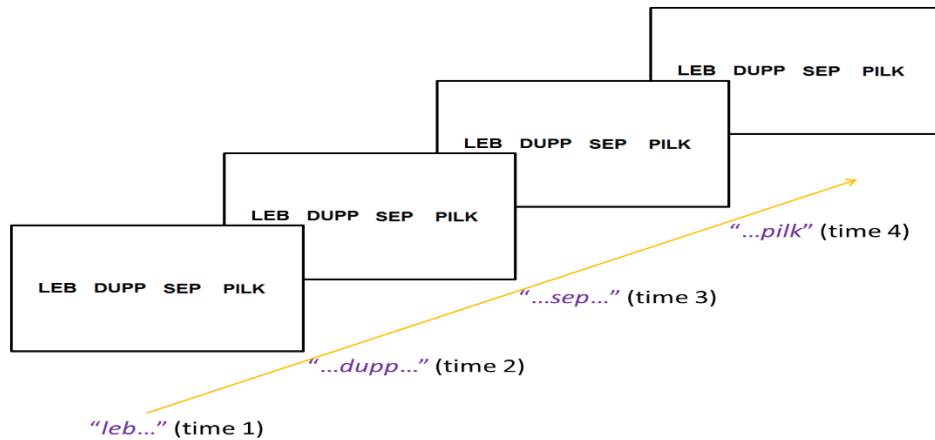 LEB DUPP SEP PILK
LEB DUPP SEP PILK
LEB DUPP SEP PILK
LEB DUPP SEP PILK
“...pilk” (time 4)
“...sep...” (time 3)
“...dupp...” (time 2)
“leb...” (time 1)